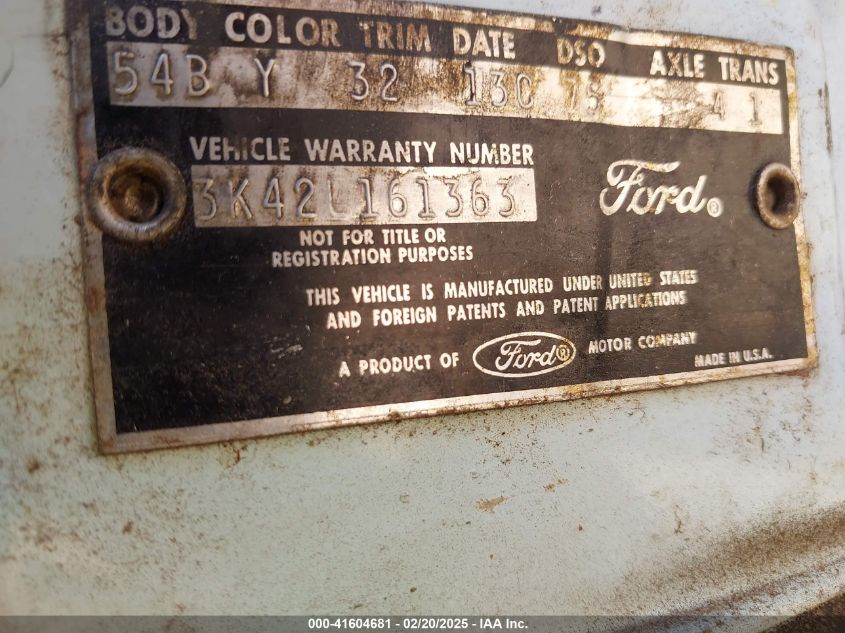 BODY COLOR TRIM DATE DSO AXLE TRANS
54B Y 32 13C 75 4 1
VEHICLE WARRANTY NUMBER
3K42L161363
Ford®
NOT FOR TITLE OR
REGISTRATION PURPOSES
THIS VEHICLE IS MANUFACTURED UNDER UNITED STATES
AND FOREIGN PATENTS AND PATENT APPLICATIONS
A PRODUCT OF Ford® MOTOR COMPANY
MADE IN U.S.A.
000-41604681 - 02/20/2025 - IAA Inc.